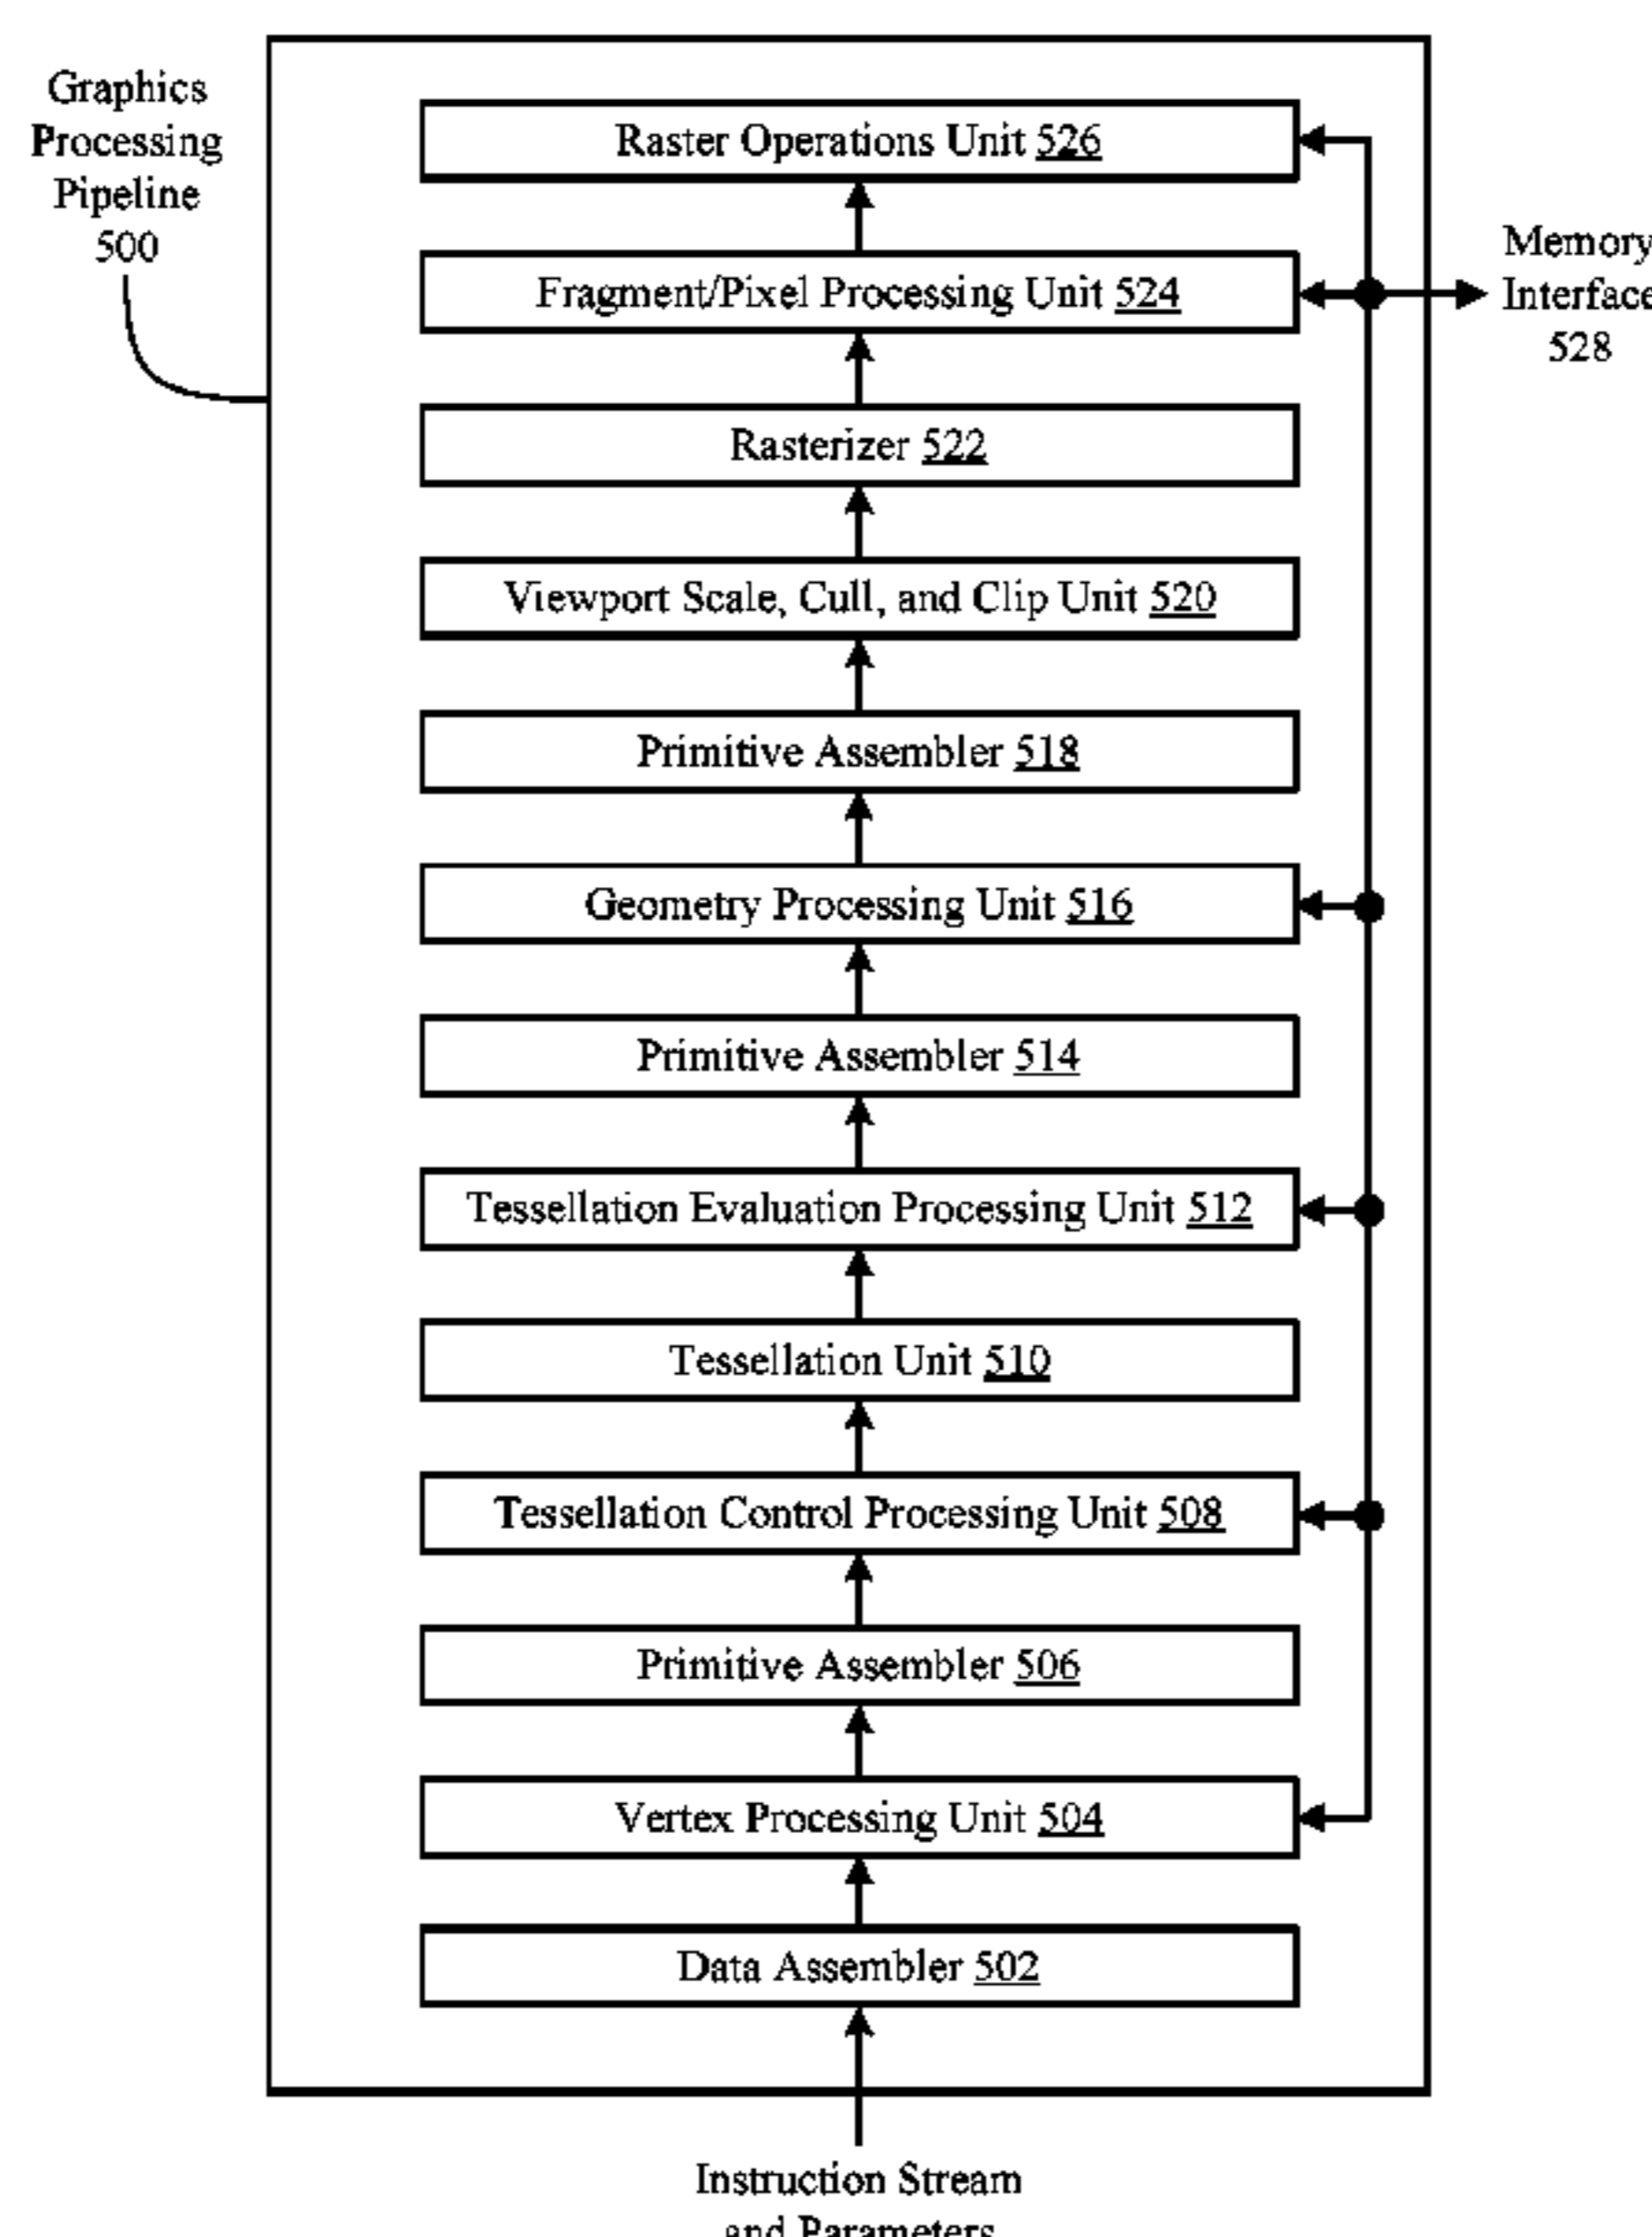 Graphics
Processing
Pipeline
500
Raster Operations Unit 526
Fragment/Pixel Processing Unit 524
Memory
Interface
528
Rasterizer 522
Viewport Scale, Cull, and Clip Unit 520
Primitive Assembler 518
Geometry Processing Unit 516
Primitive Assembler 514
Tessellation Evaluation Processing Unit 512
Tessellation Unit 510
Tessellation Control Processing Unit 508
Primitive Assembler 506
Vertex Processing Unit 504
Data Assembler 502
Instruction Stream
and Parameters